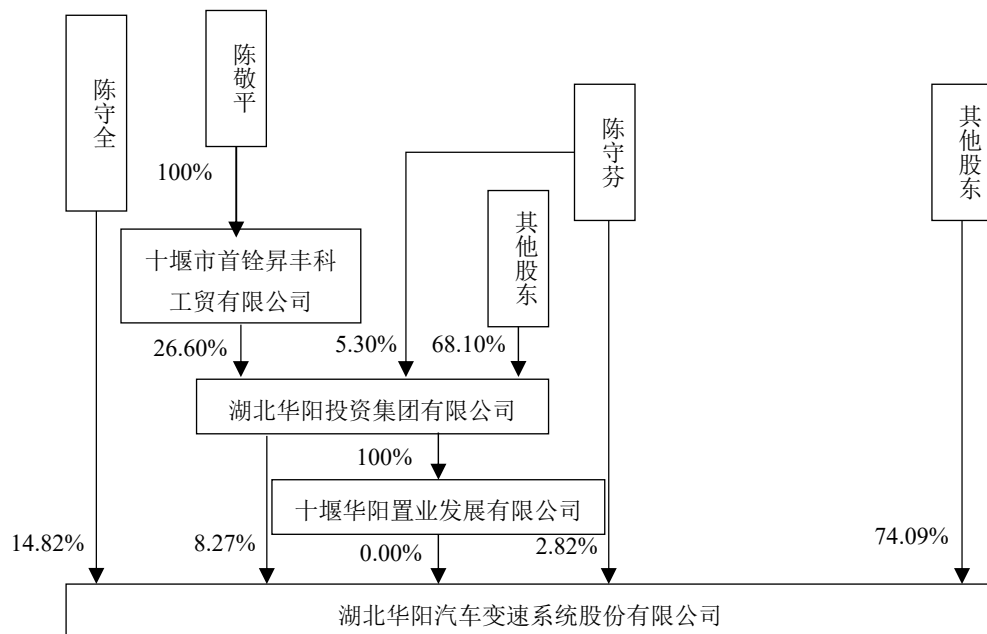 陈守全
陈敬平
陈守芬
其他股东
100%
其他股东
十堰市首铨昇丰科
工贸有限公司
26.60%
5.30%
68.10%
湖北华阳投资集团有限公司
100%
十堰华阳置业发展有限公司
14.82%
8.27%
0.00%
2.82%
74.09%
湖北华阳汽车变速系统股份有限公司